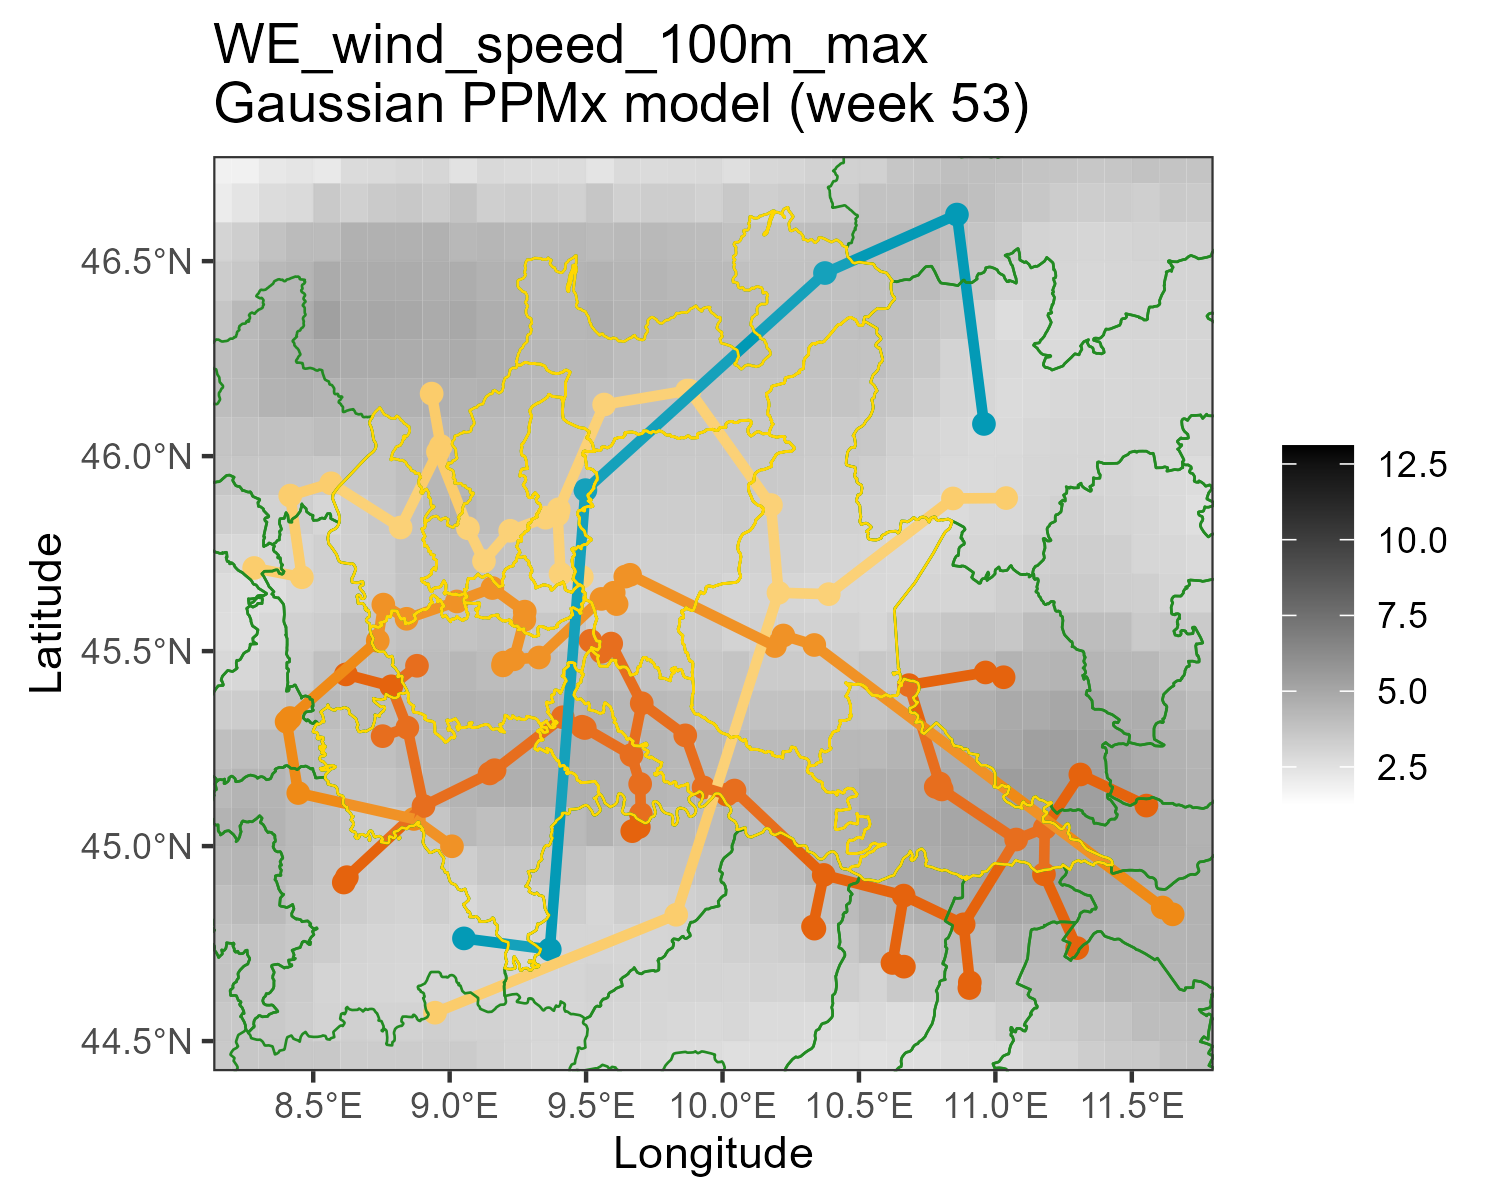 WE_wind_speed_100m_max
Gaussian PPMx model (week 53)
Latitude
46.5°N
46.0°N
45.5°N
45.0°N
44.5°N
8.5°E
9.0°E
9.5°E
10.0°E
10.5°E
11.0°E
11.5°E
Longitude
12.5
10.0
7.5
5.0
2.5